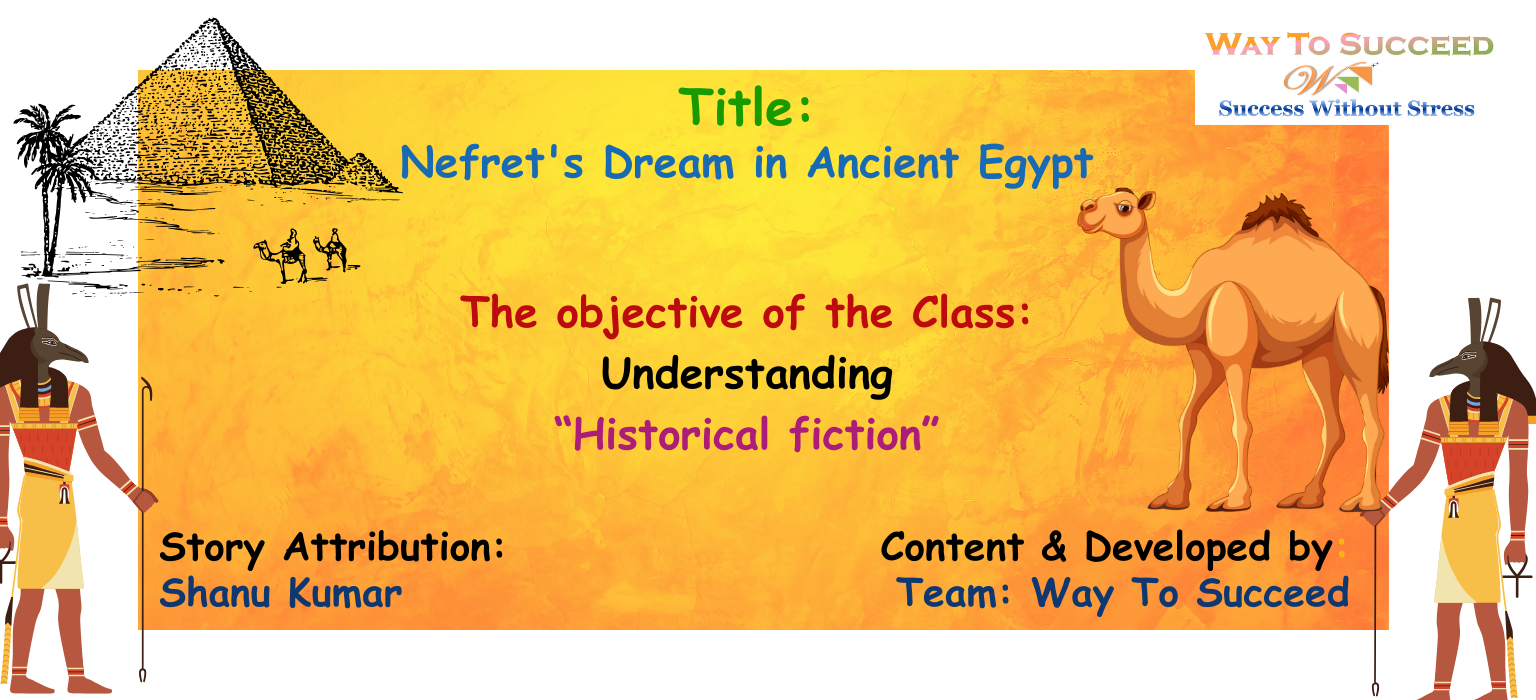 WAY TO SUCCEED
W
Success Without Stress
Title:
Nefret's Dream in Ancient Egypt
The objective of the Class:
Understanding
“Historical fiction”
Story Attribution:
Shanu Kumar
Content & Developed by:
Team: Way To Succeed